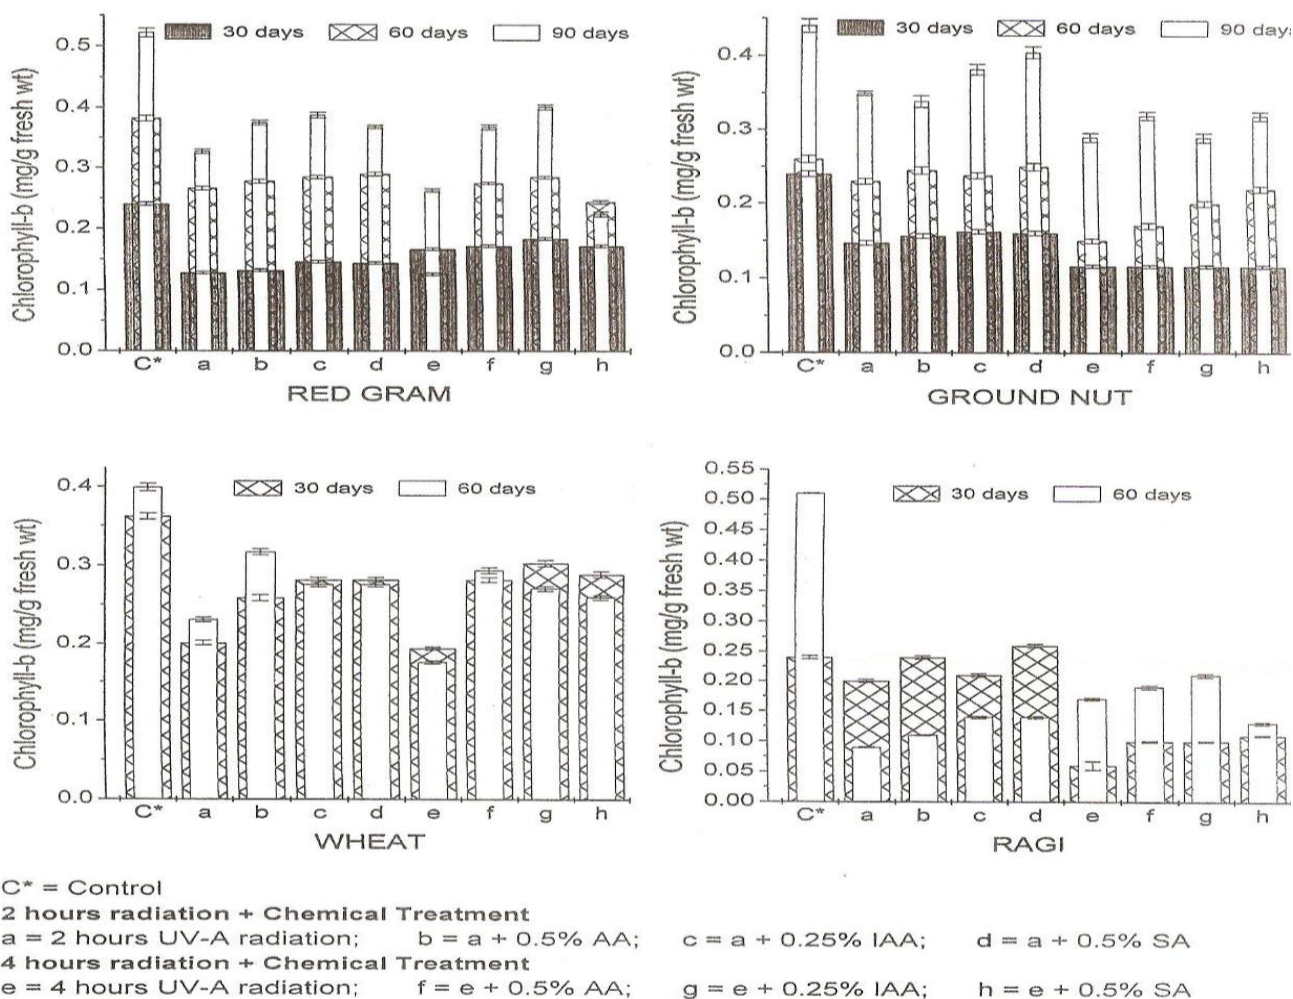 30 days 60 days 90 days
Chlorophyll-b (mg/g fresh wt)
0.5
0.4
0.3
0.2
0.1
0.0
C* a b c d e f g h
RED GRAM
30 days 60 days 90 days
Chlorophyll-b (mg/g fresh wt)
0.4
0.3
0.2
0.1
0.0
C* a b c d e f g h
GROUND NUT
30 days 60 days
Chlorophyll-b (mg/g fresh wt)
0.4
0.3
0.2
0.1
0.0
C* a b c d e f g h
WHEAT
30 days 60 days
Chlorophyll-b (mg/g fresh wt)
0.55
0.50
0.45
0.40
0.35
0.30
0.25
0.20
0.15
0.10
0.05
0.00
C* a b c d e f g h
RAGI
C* = Control
2 hours radiation + Chemical Treatment
a = 2 hours UV-A radiation; b = a + 0.5% AA; c = a + 0.25% IAA; d = a + 0.5% SA
4 hours radiation + Chemical Treatment
e = 4 hours UV-A radiation; f = e + 0.5% AA; g = e + 0.25% IAA; h = e + 0.5% SA